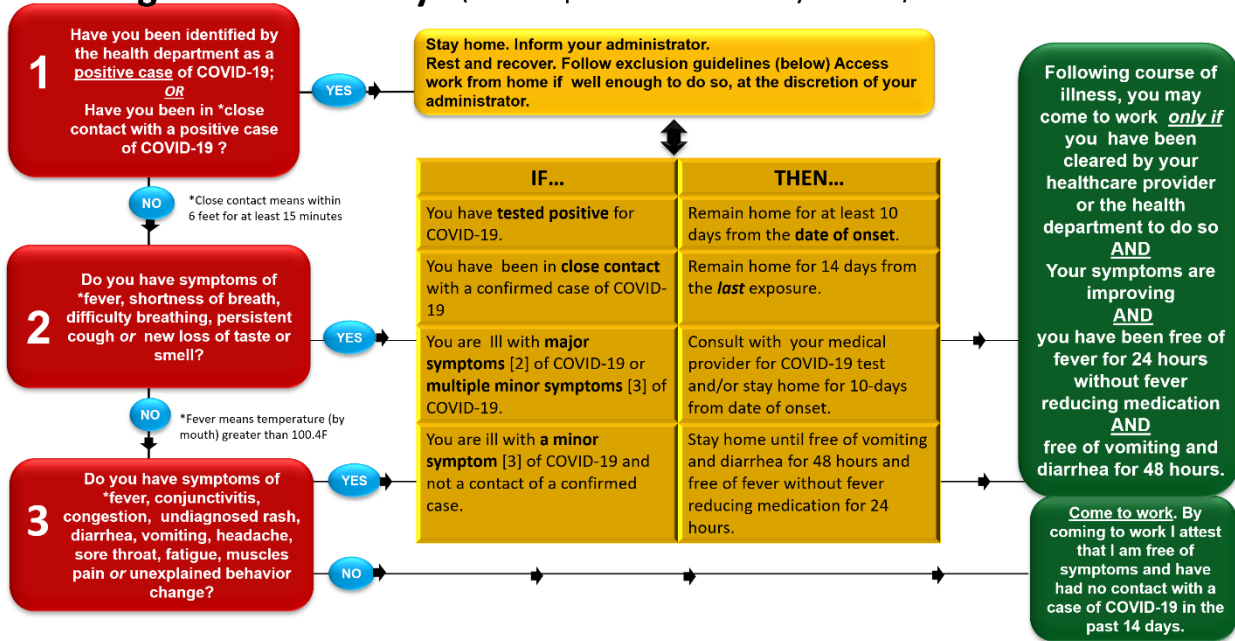 1
Have you been identified by
the health department as a
positive case of COVID-19;
OR
Have you been in *close
contact with a positive case
of COVID-19 ?
YES
Stay home. Inform your administrator.
Rest and recover. Follow exclusion guidelines (below) Access
work from home if well enough to do so, at the discretion of your
administrator.
NO
*Close contact means within
6 feet for at least 15 minutes
2
Do you have symptoms of
*fever, shortness of breath,
difficulty breathing, persistent
cough or new loss of taste or
smell?
YES
NO
*Fever means temperature (by
mouth) greater than 100.4F
3
Do you have symptoms of
*fever, conjunctivitis,
congestion, undiagnosed rash,
diarrhea, vomiting, headache,
sore throat, fatigue, muscles
pain or unexplained behavior
change?
YES
NO
IF...
THEN...
You have tested positive for
COVID-19.
Remain home for at least 10
days from the date of onset.
You have been in close contact
with a confirmed case of COVID-
19
Remain home for 14 days from
the last exposure.
You are Ill with major
symptoms [2] of COVID-19 or
multiple minor symptoms [3] of
COVID-19.
Consult with your medical
provider for COVID-19 test
and/or stay home for 10-days
from date of onset.
You are ill with a minor
symptom [3] of COVID-19 and
not a contact of a confirmed
case.
Stay home until free of vomiting
and diarrhea for 48 hours and
free of fever without fever
reducing medication for 24
hours.
Following course of
illness, you may
come to work only if
you have been
cleared by your
healthcare provider
or the health
department to do so
AND
Your symptoms are
improving
AND
you have been free of
fever for 24 hours
without fever
reducing medication
AND
free of vomiting and
diarrhea for 48 hours.
Come to work. By
coming to work I attest
that I am free of
symptoms and have
had no contact with a
case of COVID-19 in the
past 14 days.